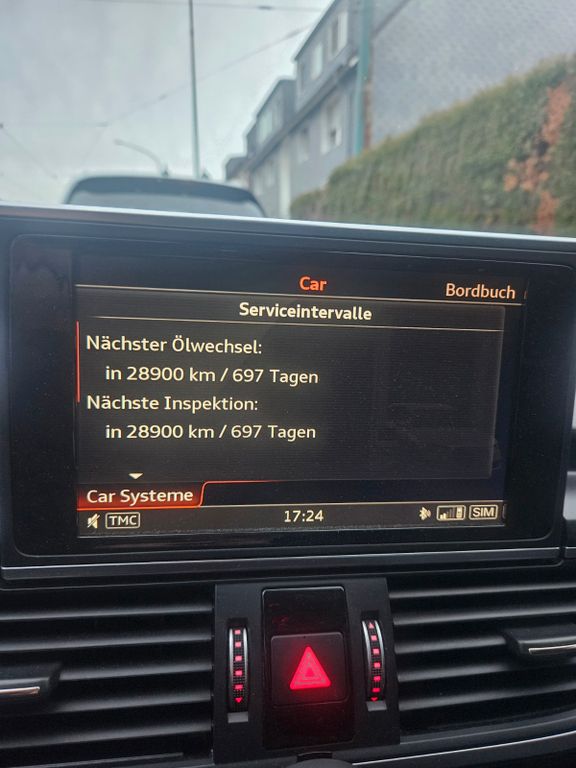 Car
Bordbuch
Serviceintervalle
Nächster Ölwechsel:
in 28900 km / 697 Tagen
Nächste Inspektion:
in 28900 km / 697 Tagen
Car Systeme
TMC
17:24
SIM